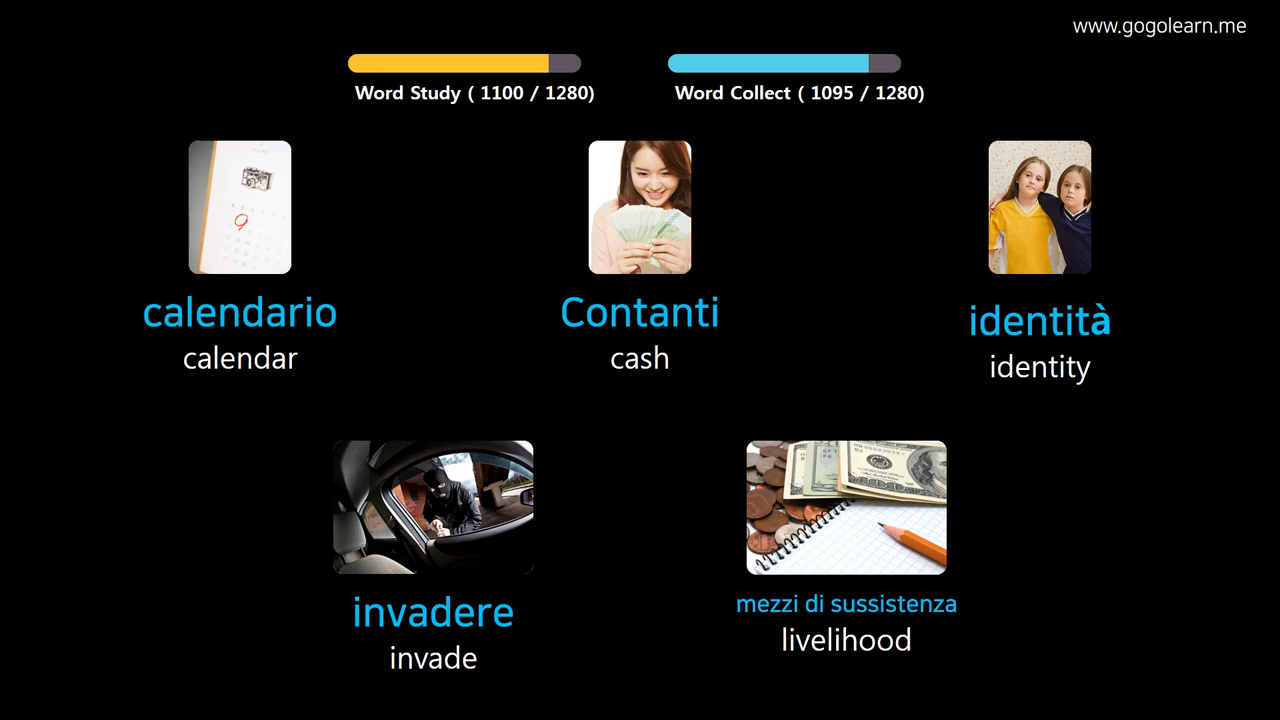 www.gogolearn.me
Word Study ( 1100 / 1280)
Word Collect ( 1095 / 1280)
calendario
calendar
Contanti
cash
identità
identity
invadere
invade
mezzi di sussistenza
livelihood